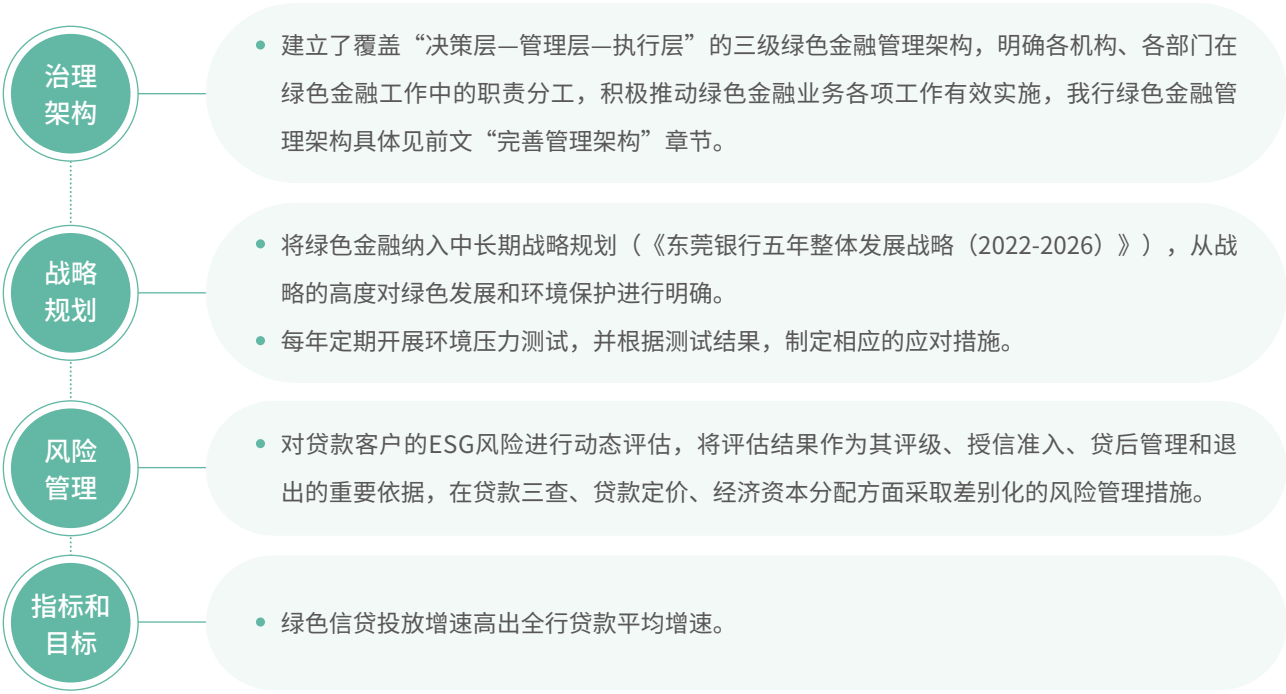 治理
架构
建立了覆盖“决策层—管理层—执行层”的三级绿色金融管理架构，明确各机构、各部门在
绿色金融工作中的职责分工，积极推动绿色金融业务各项工作有效实施，我行绿色金融管
理架构具体见前文“完善管理架构”章节。
战略
规划
将绿色金融纳入中长期战略规划（《东莞银行五年整体发展战略（2022-2026）》），从战
略的高度对绿色发展和环境保护进行明确。
每年定期开展环境压力测试，并根据测试结果，制定相应的应对措施。
风险
管理
对贷款客户的ESG风险进行动态评估，将评估结果作为其评级、授信准入、贷后管理和退
出的重要依据，在贷款三查、贷款定价、经济资本分配方面采取差别化的风险管理措施。
指标和
目标
绿色信贷投放增速高出全行贷款平均增速。